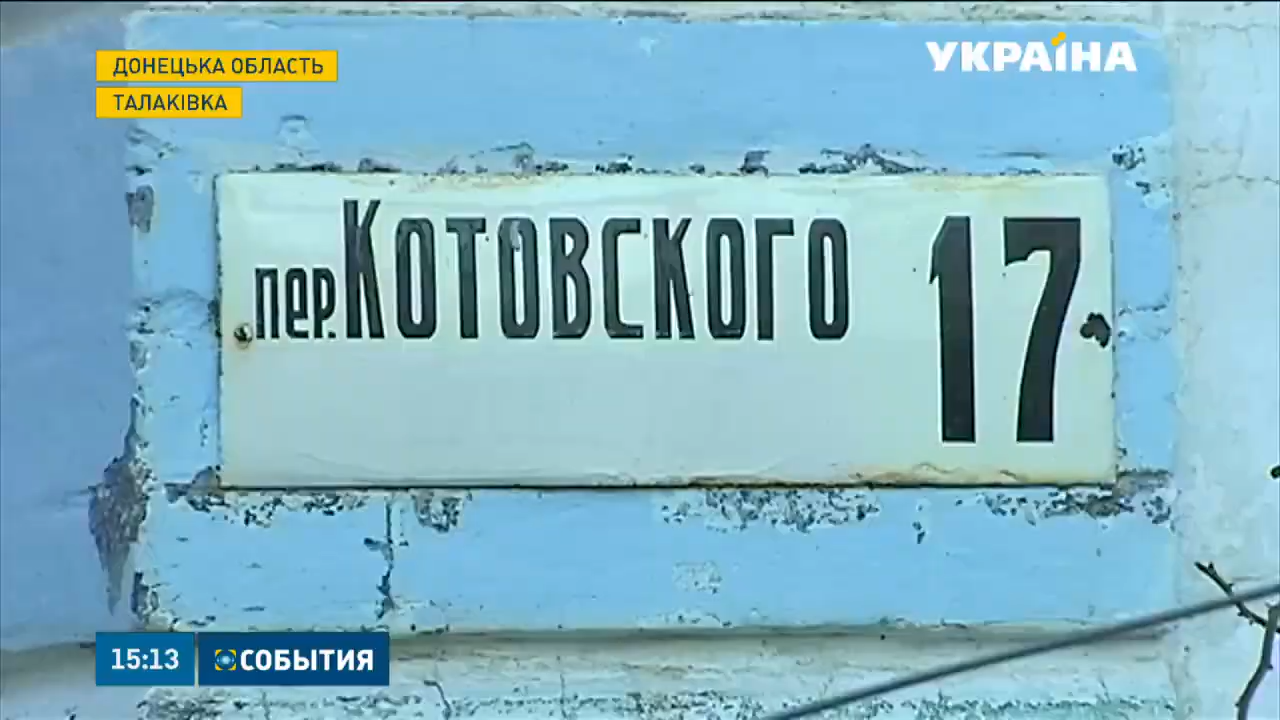 ДОНЕЦЬКА ОБЛАСТЬ
ТАЛАКІВКА
УКРАЇНА
пер. КОТОВСКОГО 17
15:13 СОБЫТИЯ